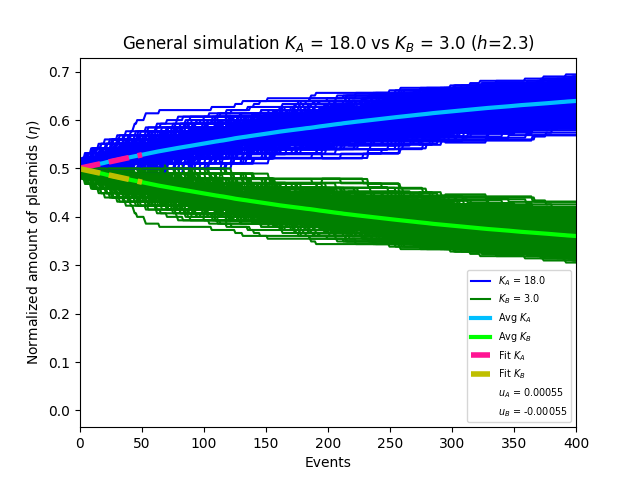 General simulation K_A = 18.0 vs K_B = 3.0 (h=2.3)
Normalized amount of plasmids (η)
0.7
0.6
0.5
0.4
0.3
0.2
0.1
0.0
K_A = 18.0
K_B = 3.0
Avg K_A
Avg K_B
Fit K_A
Fit K_B
u_A = 0.00055
u_B = -0.00055
0 50 100 150 200 250 300 350 400
Events